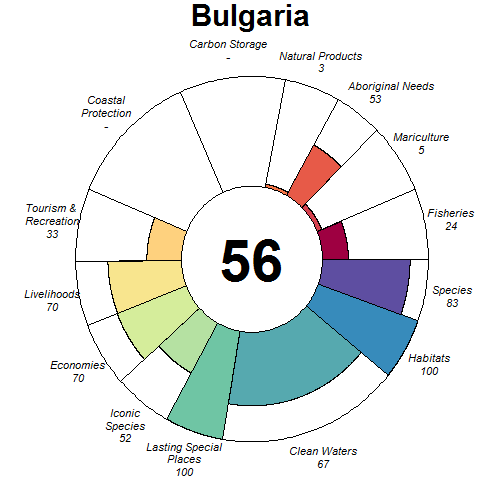 Bulgaria
Carbon Storage
-
Natural Products
3
Aboriginal Needs
53
Mariculture
5
Fisheries
24
Species
83
Habitats
100
Clean Waters
67
Lasting Special
Places
100
Iconic
Species
52
Economies
70
Livelihoods
70
Tourism &
Recreation
33
Coastal
Protection
-
56